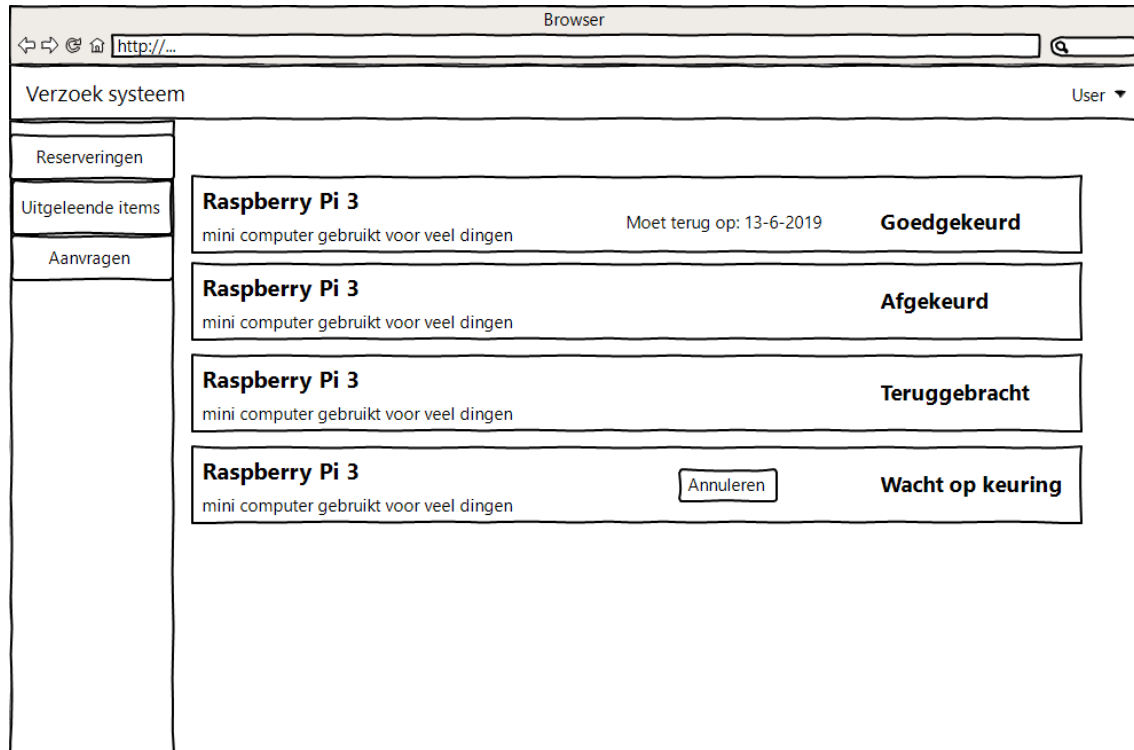 Browser
http://...
Verzoek systeem
User
Reserveringen
Uitgeleende items
Aanvragen
Raspberry Pi 3
mini computer gebruikt voor veel dingen
Moet terug op: 13-6-2019
Goedgekeurd
Raspberry Pi 3
mini computer gebruikt voor veel dingen
Afgekeurd
Raspberry Pi 3
mini computer gebruikt voor veel dingen
Teruggebracht
Raspberry Pi 3
mini computer gebruikt voor veel dingen
Annuleren
Wacht op keuring